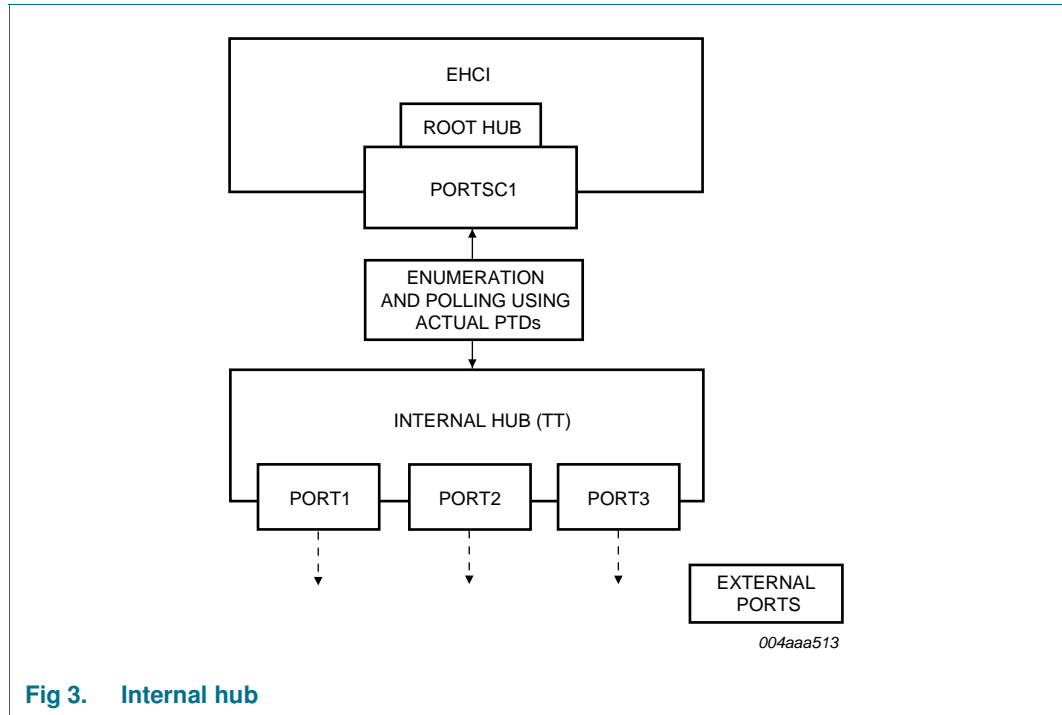 EHCI
ROOT HUB
PORTSC1
ENUMERATION
AND POLLING USING
ACTUAL PTDs
INTERNAL HUB (TT)
PORT1 PORT2 PORT3
EXTERNAL
PORTS
004aaa513
Fig 3. Internal hub